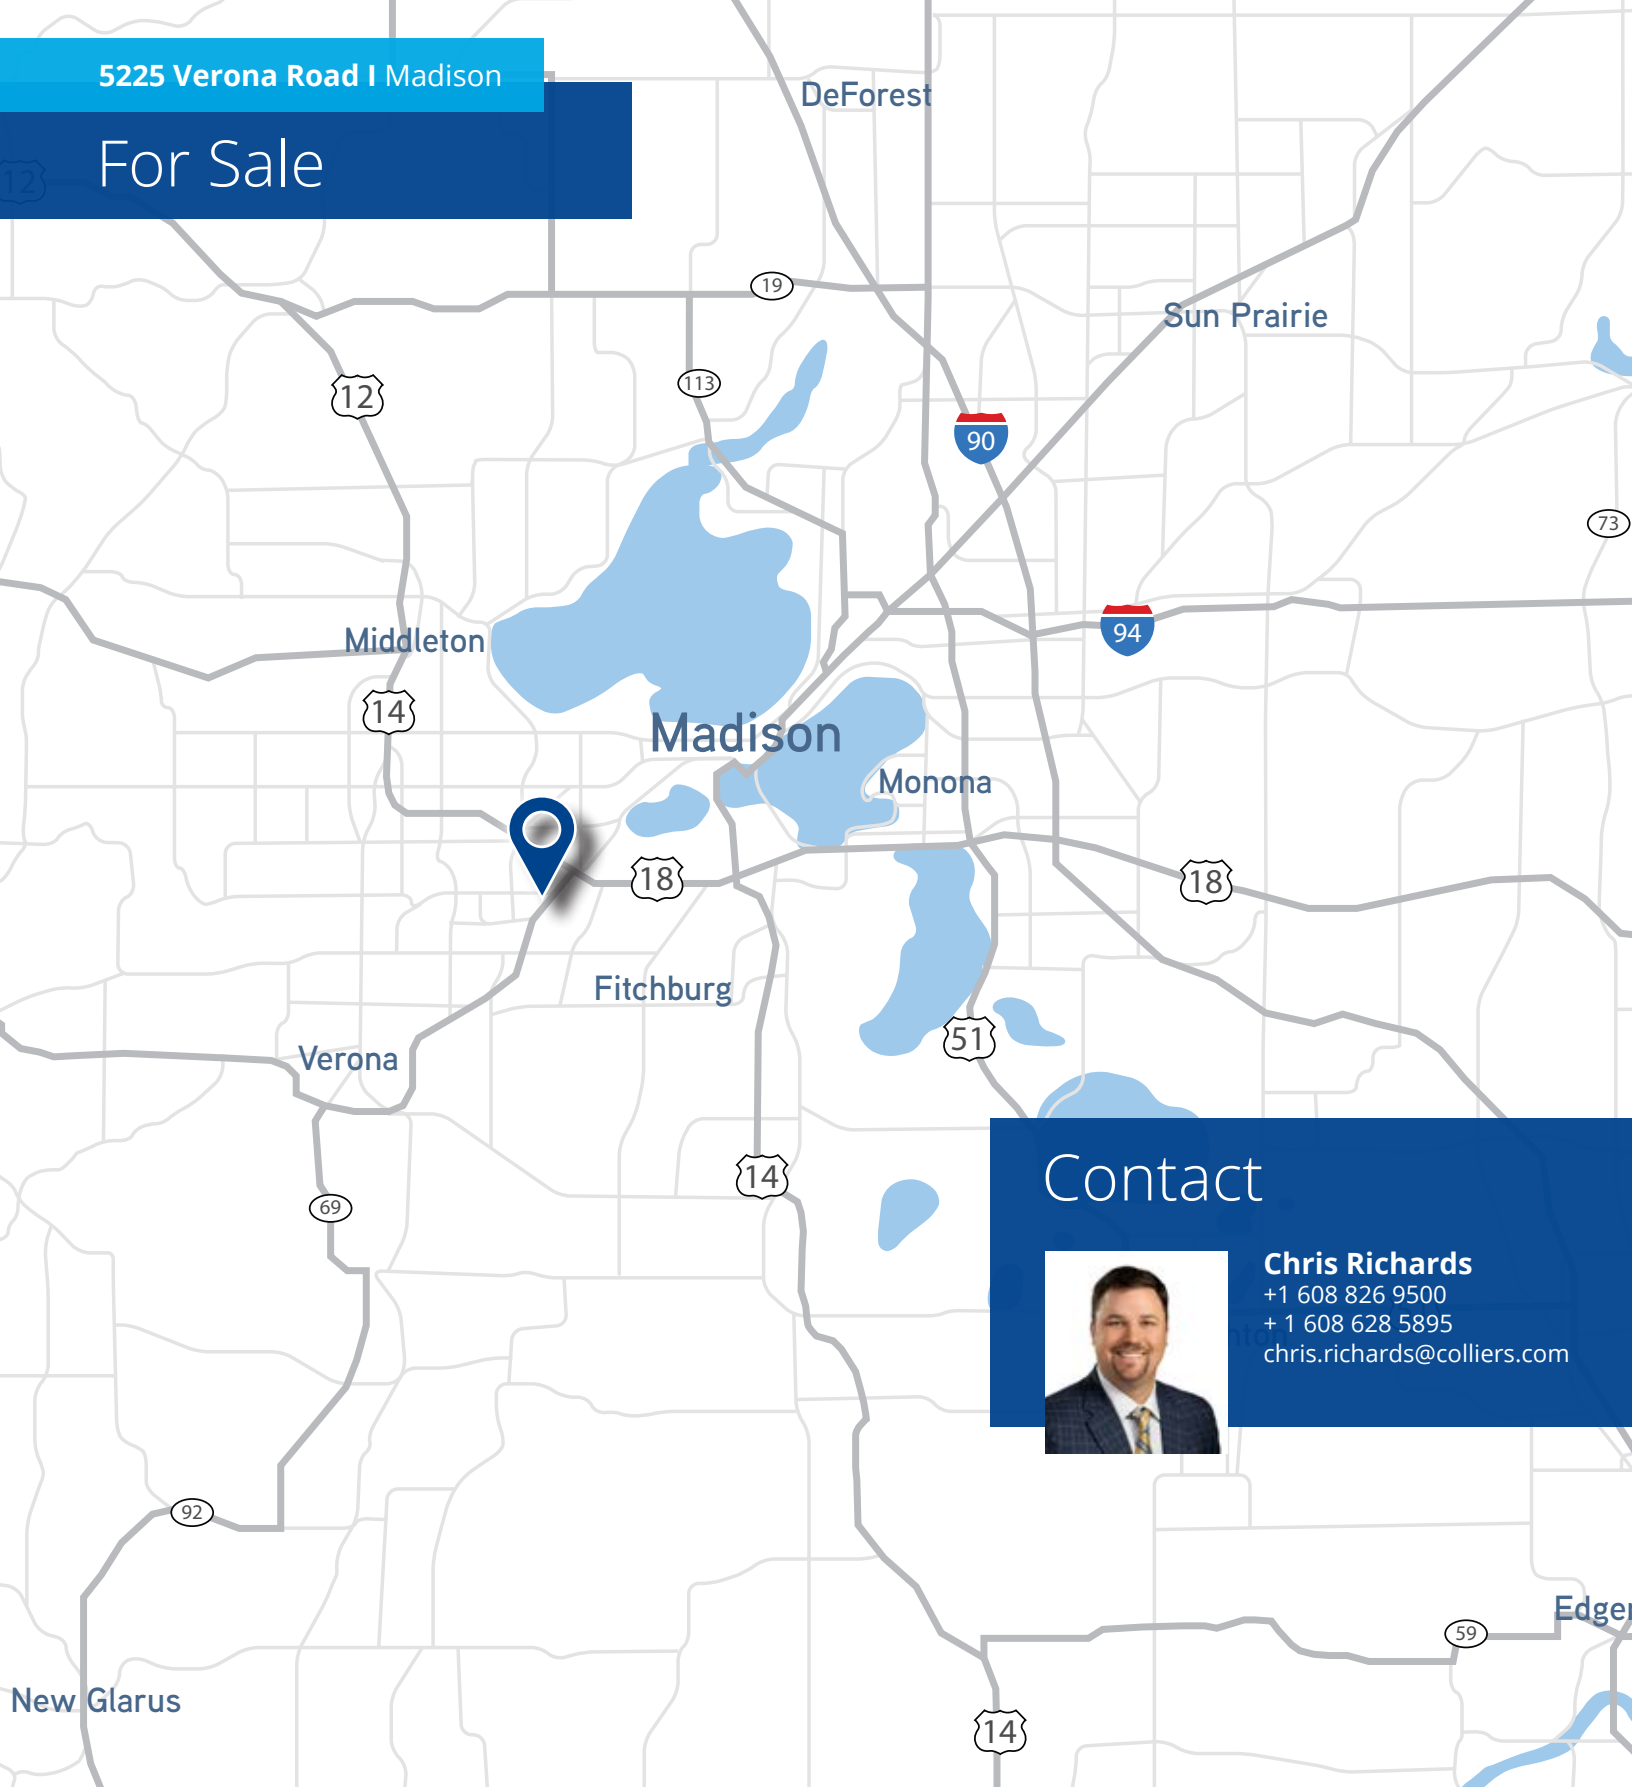 5225 Verona Road I Madison
For Sale
12
DeForest
19
Sun Prairie
12
113
90
73
94
Middleton
14
Madison
Monona
18
18
Fitchburg
51
Verona
14
69
Contact
Chris Richards
+1 608 826 9500
+ 1 608 628 5895
chris.richards@colliers.com
92
59
New Glarus
14